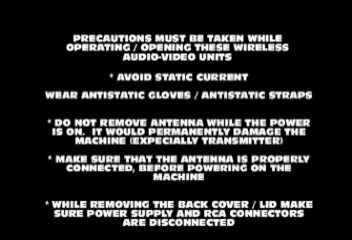 PRECAUTIONS MUST BE TAKEN WHILE
OPERATING / OPENING THESE WIRELESS
AUDIO-VIDEO UNITS
* AVOID STATIC CURRENT
WEAR ANTISTATIC GLOVES / ANTISTATIC STRAPS
* DO NOT REMOVE ANTENNA WHILE THE POWER
IS ON. IT WOULD PERMANENTLY DAMAGE THE
MACHINE (EXPECIALLY TRANSMITTER)
* MAKE SURE THAT THE ANTENNA IS PROPERLY
CONNECTED, BEFORE POWERING ON THE
MACHINE
* WHILE REMOVING THE BACK COVER / LID MAKE
SURE POWER SUPPLY AND RCA CONNECTORS
ARE DISCONNECTED